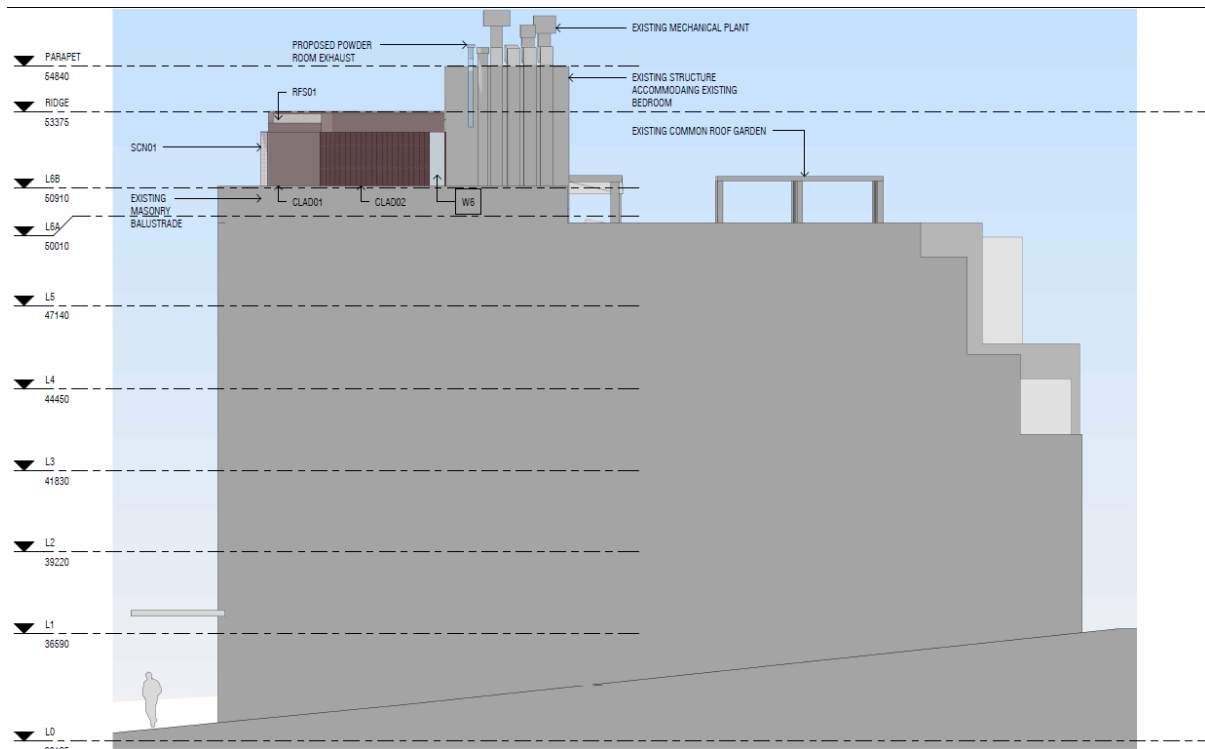 EXISTING MECHANICAL PLANT
PROPOSED POWDER
ROOM EXHAUST
PARAPET
54840
EXISTING STRUCTURE
ACCOMMODAING EXISTING
BEDROOM
RFS01
RIDGE
53375
EXISTING COMMON ROOF GARDEN
SCN01
L6B
50910
EXISTING
MASONRY
BALUSTRADE
CLAD01
CLAD02
W6
L6A
50010
L5
47140
L4
44450
L3
41830
L2
39220
L1
36590
L0